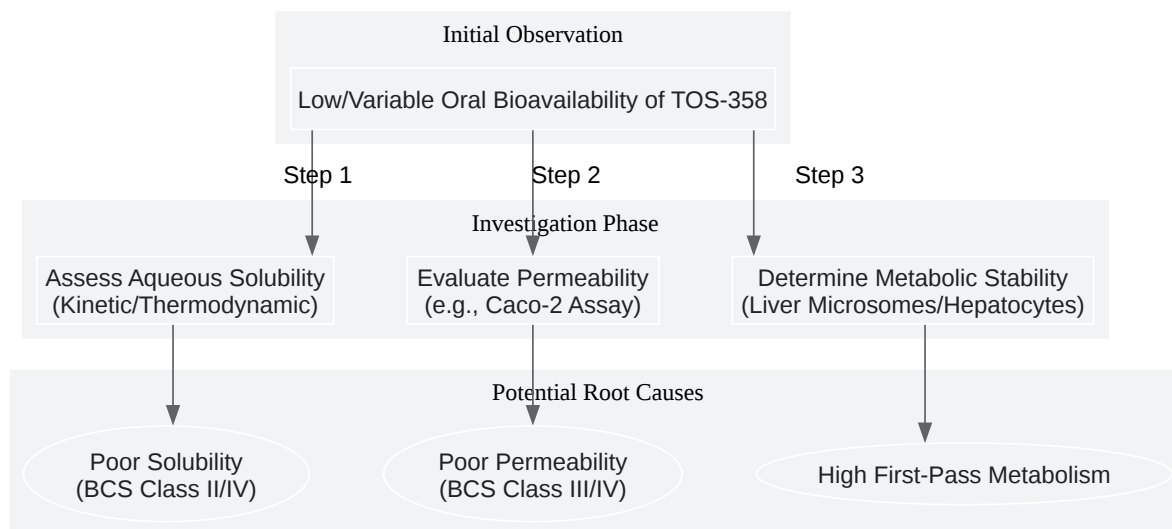 Initial Observation
Low/Variable Oral Bioavailability of TOS-358
Step 1
Step 2
Step 3
Investigation Phase
Assess Aqueous Solubility
(Kinetic/Thermodynamic)
Evaluate Permeability
(e.g., Caco-2 Assay)
Determine Metabolic Stability
(Liver Microsomes/Hepatocytes)
Potential Root Causes
Poor Solubility
(BCS Class II/IV)
Poor Permeability
(BCS Class III/IV)
High First-Pass Metabolism